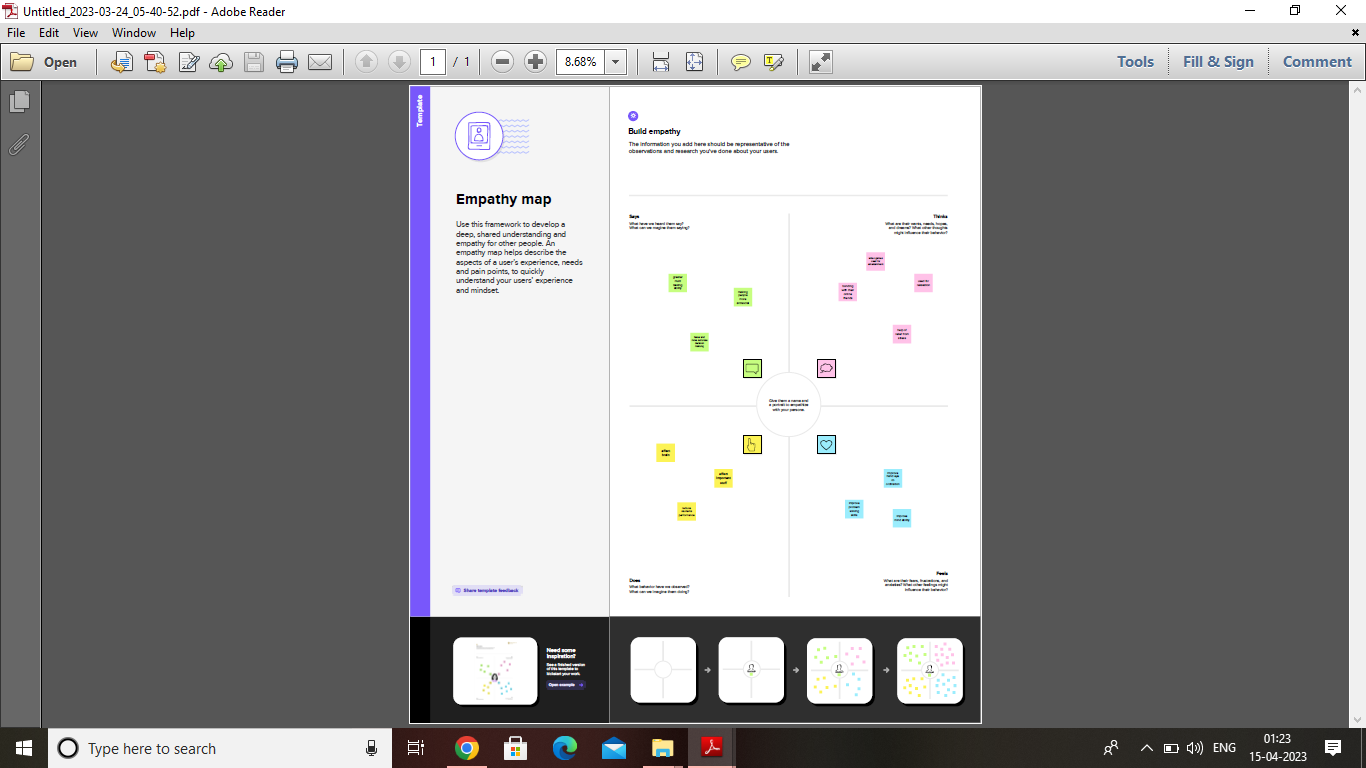 Untitled_2023-03-24_05-40-52.pdf - Adobe Reader
File Edit View Window Help
Open
1 / 1
8.68%
Tools Fill & Sign Comment
Template
Empathy map
Use this framework to develop a
deep, shared understanding and
empathy for other people. An
empathy map helps describe the
aspects of a user's experience, needs
and pain points, to quickly
understand your users' experience
and mindset.
Share template feedback
Build empathy
The information you add here should be representative of the
observations and research you've done about your users.
Says
What have we heard them say?
What can we imagine them saying?
Thinks
What are their wants, needs, hopes,
and dreams? What other thoughts
might influence their behavior?
Give them a name and
a portrait to empathize
with your persona.
Does
What behavior have we observed?
What can we imagine them doing?
Feels
What are their fears, frustrations, and
anxieties? What other feelings might
influence their behavior?
Need some
inspiration?
See a finished version
of this template to
kickstart your work.
Open example
Type here to search
ENG
01:23
15-04-2023